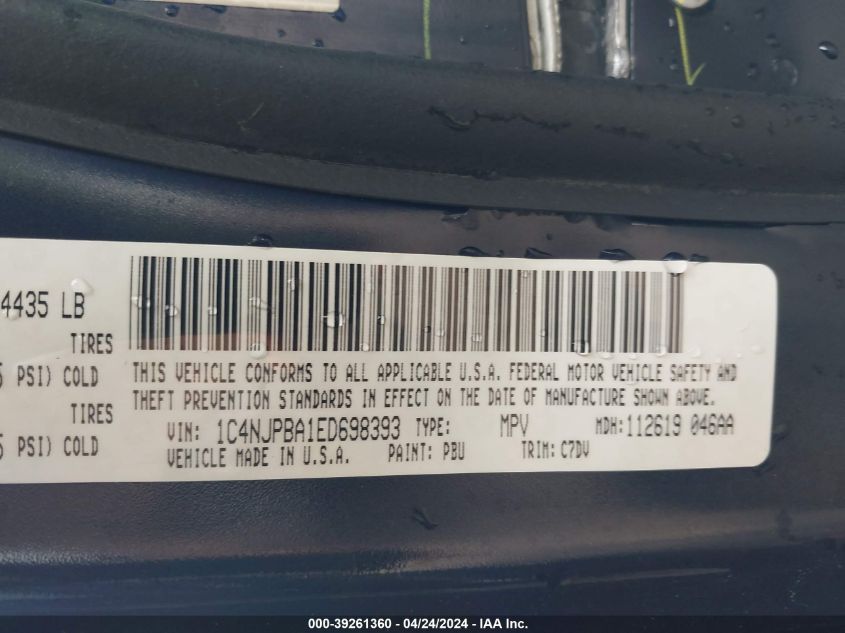 4435 LB
TIRES
PSI) COLD
TIRES
PSI) COLD
THIS VEHICLE CONFORMS TO ALL APPLICABLE U.S.A. FEDERAL MOTOR VEHICLE SAFETY AND
THEFT PREVENTION STANDARDS IN EFFECT ON THE DATE OF MANUFACTURE SHOWN ABOVE.
VIN: 1C4NJPBA1ED698393 TYPE: MPV MDH:112619 046AA
VEHICLE MADE IN U.S.A. PAINT: PBU TRIM: C7DV
000-39261360 - 04/24/2024 - IAA Inc.